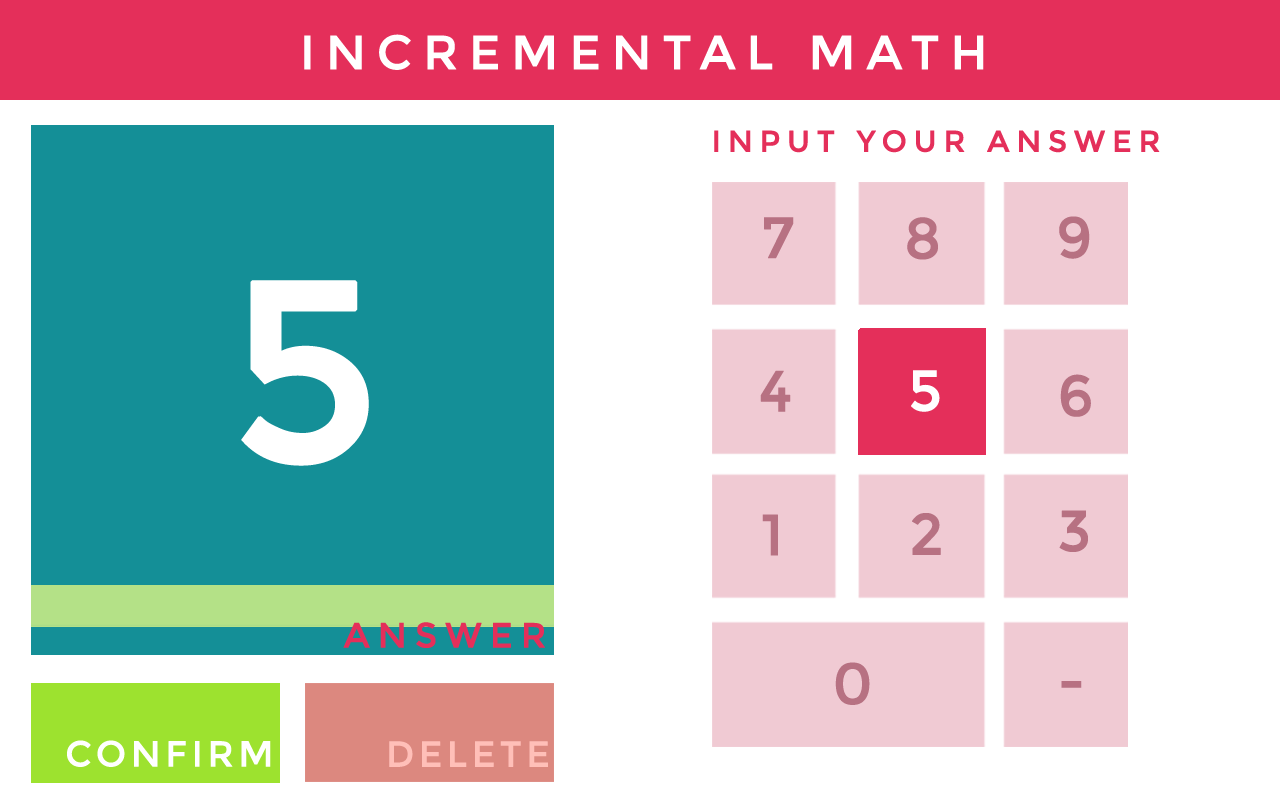 INCREMENTAL MATH
5
ANSWER
CONFIRM
DELETE
INPUT YOUR ANSWER
7 8 9
4 5 6
1 2 3
0 -